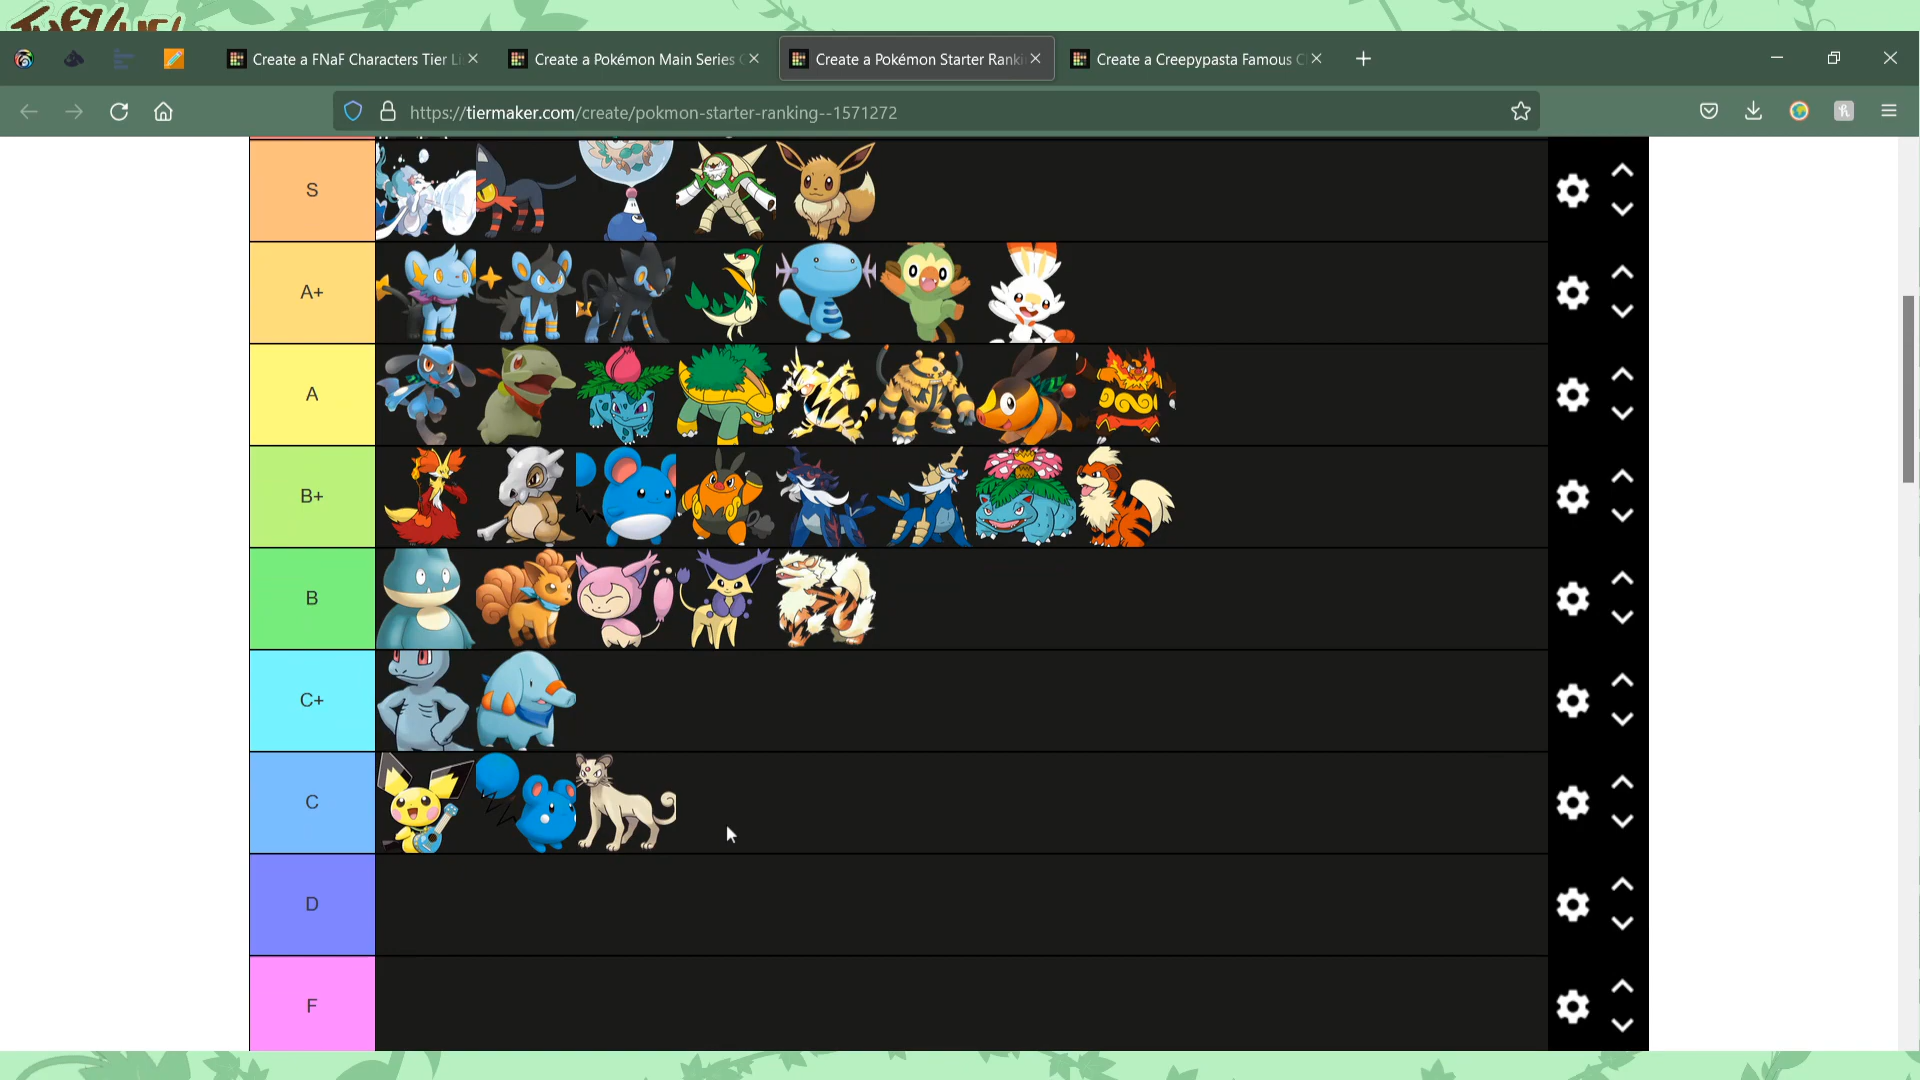 Create a FNaF Characters Tier Li
Create a Pokémon Main Series
Create a Pokémon Starter Ranki
Create a Creepypasta Famous C
https://tiermaker.com/create/pokmon-starter-ranking--1571272
S
A+
A
B+
B
C+
C
D
F